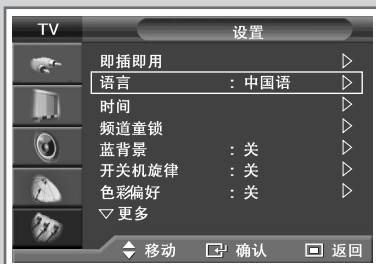 TV 设置
即插即用
语言 : 中国语
时间
频道童锁
蓝背景 : 关
开关机旋律 : 关
色彩偏好 : 关
▽更多
移动 确认 返回